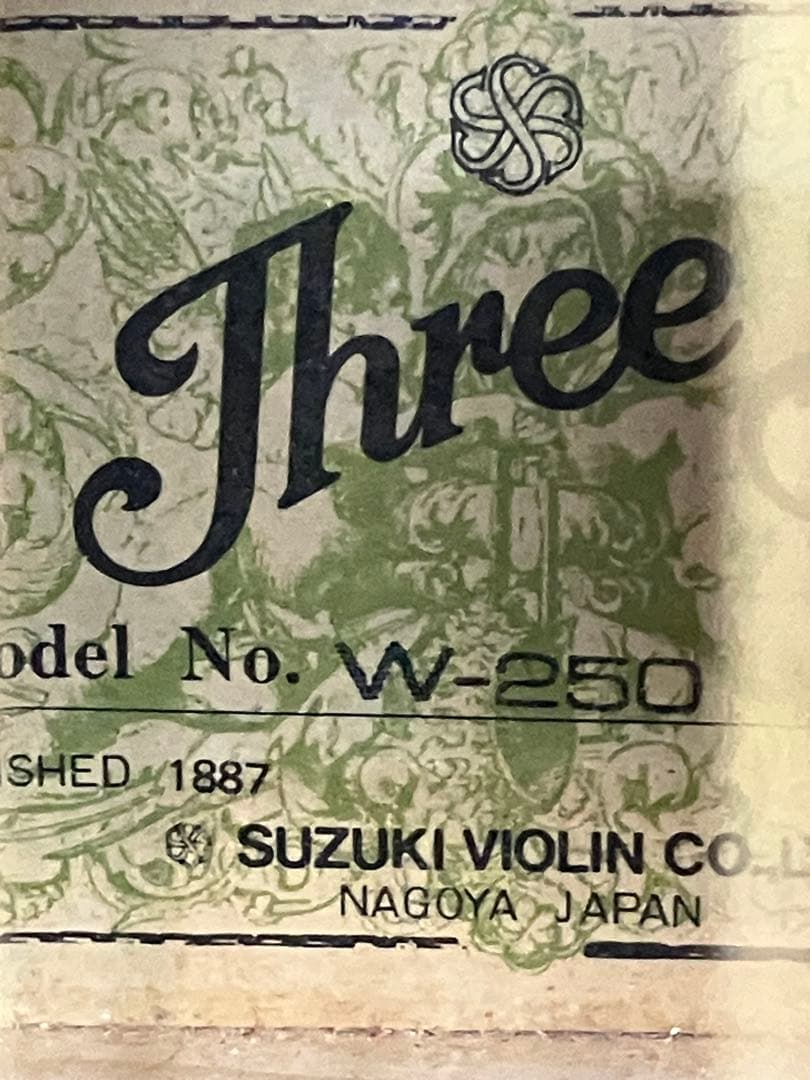 Three
odel No. W-250
SHED 1887
SUZUKI VIOLIN CO.L
NAGOYA JAPAN